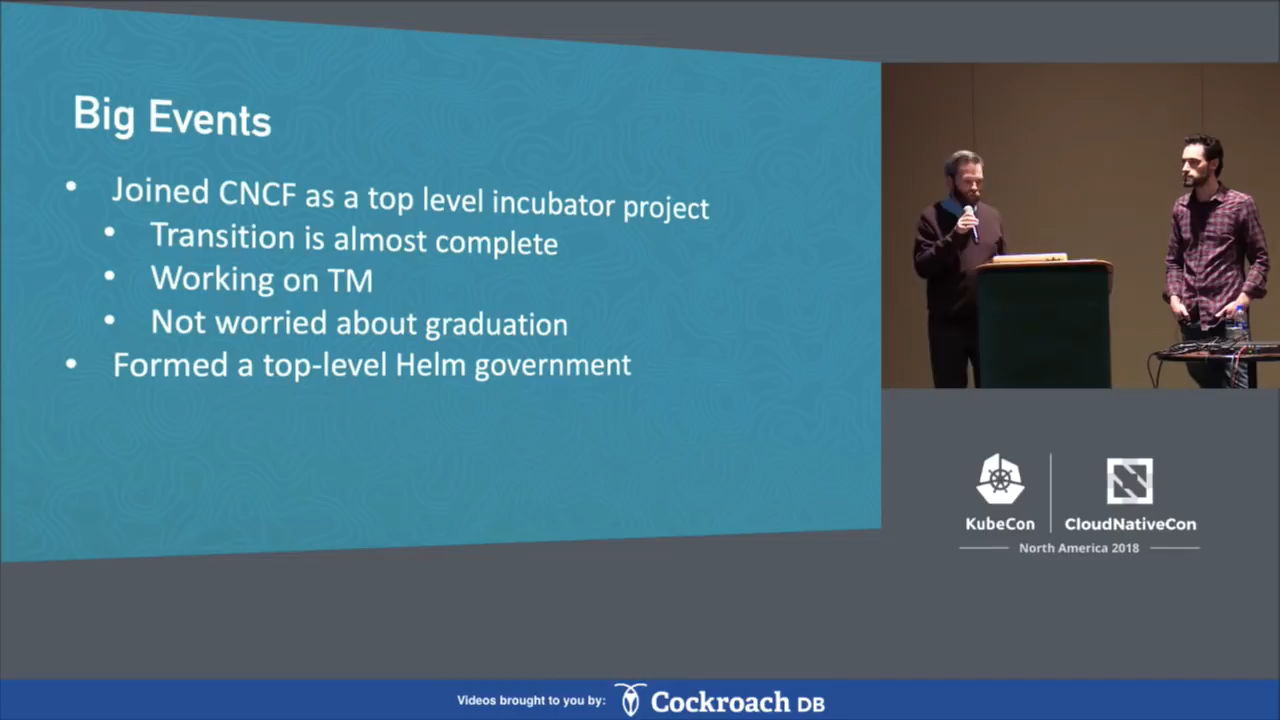 Big Events
Joined CNCF as a top level incubator project
Transition is almost complete
Working on TM
Not worried about graduation
Formed a top-level Helm government
KubeCon
CloudNativeCon
North America 2018
Videos brought to you by:
Cockroach DB